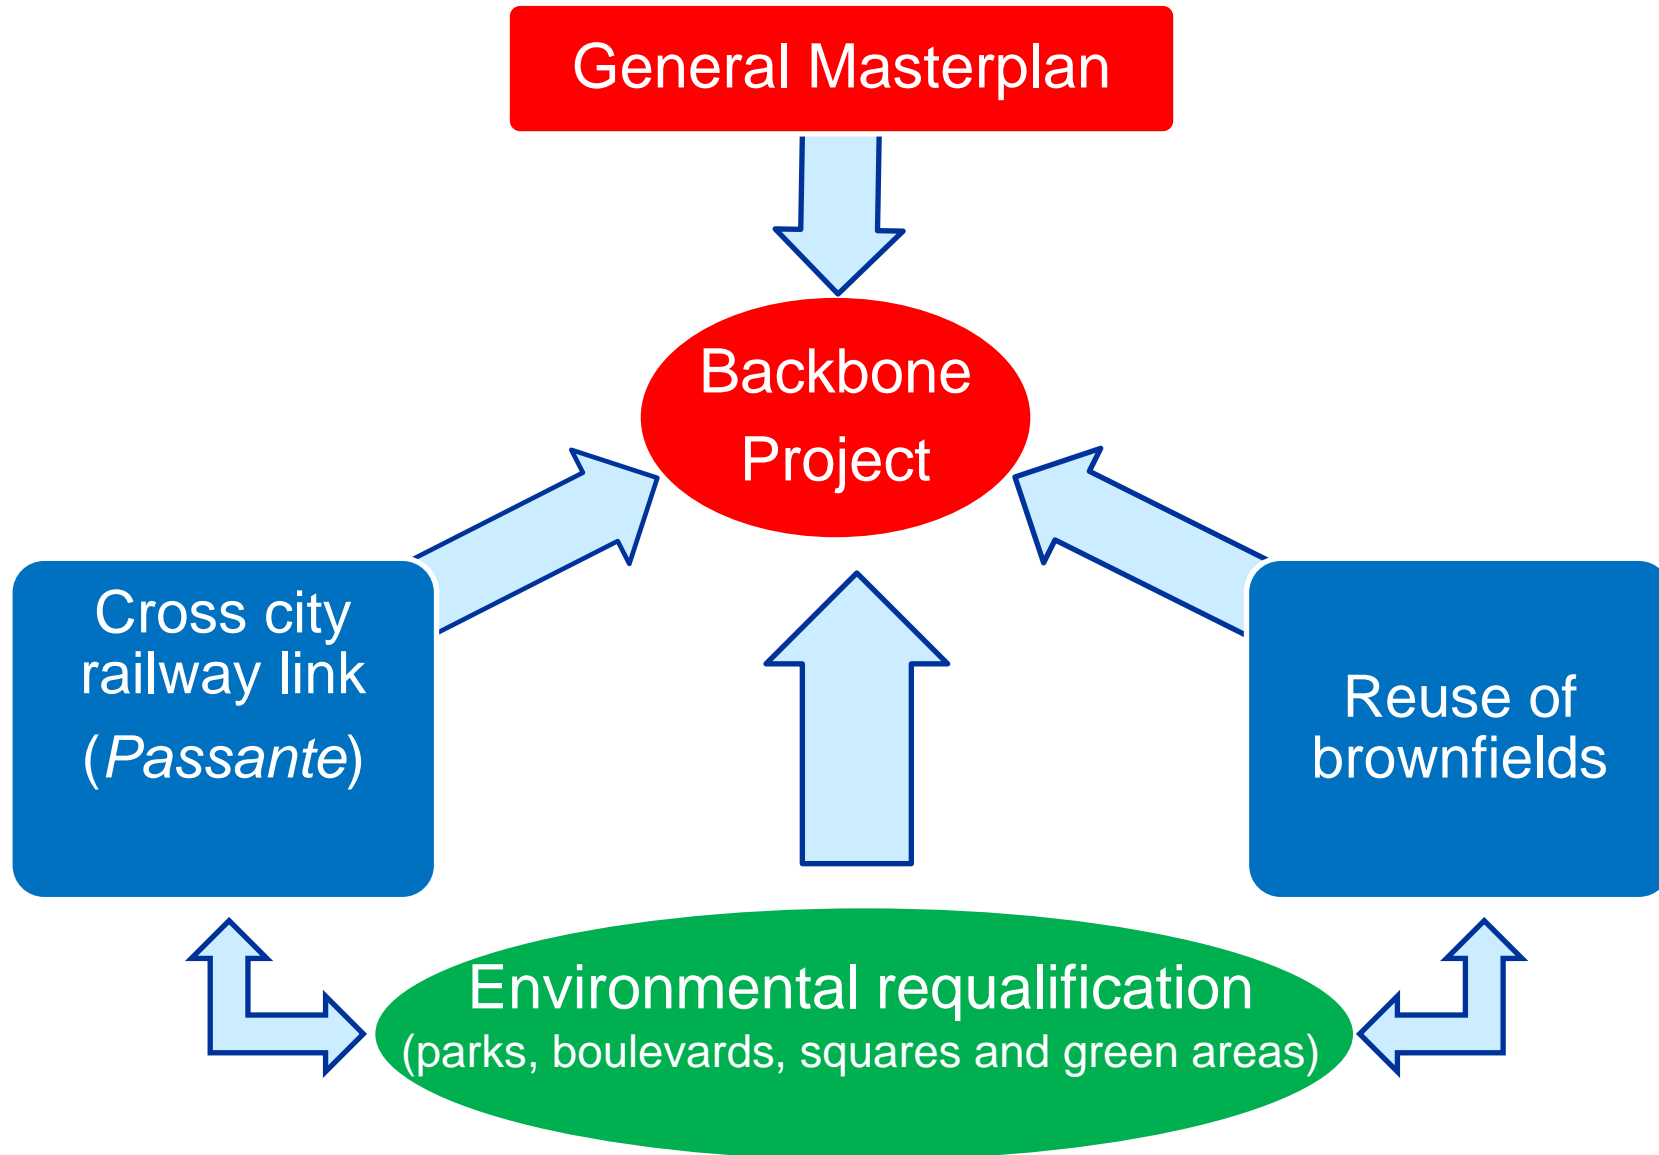 General Masterplan
Backbone
Project
Cross city
railway link
(Passante)
Reuse of
brownfields
Environmental requalification
(parks, boulevards, squares and green areas)